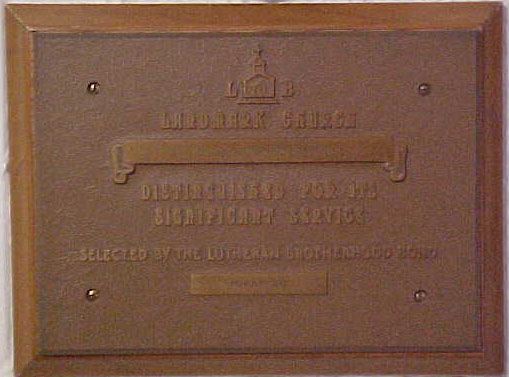 L B
LANDMARK CHURCH
DISTINGUISHED FOR ITS
SIGNIFICANT SERVICE
SELECTED BY THE LUTHERAN BROTHERHOOD BOND